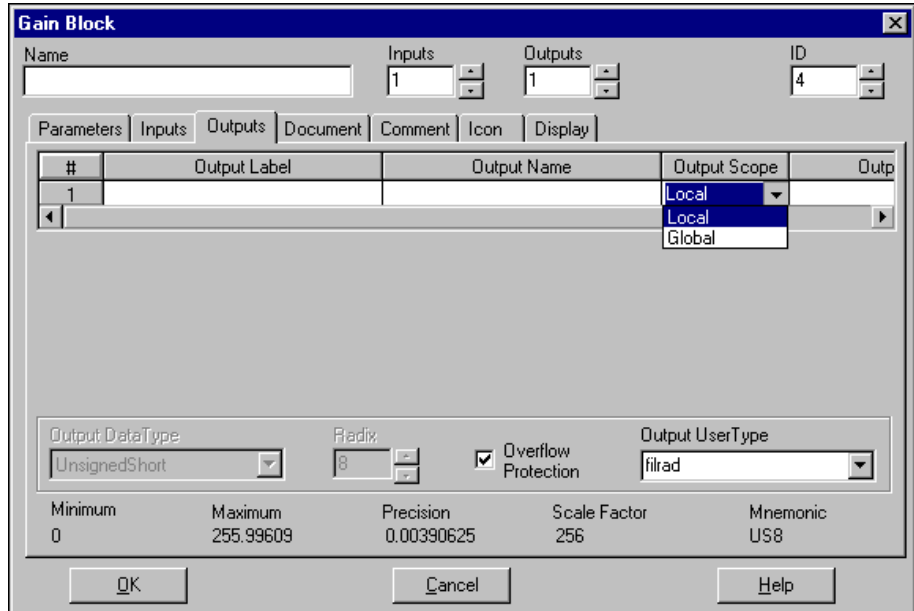 Gain Block
Name Inputs Outputs ID
1 1 4
Parameters Inputs Outputs Document Comment Icon Display
# Output Label Output Name Output Scope Outp
1 Local
Local
Global
Output DataType Radix Overflow Protection Output UserType
UnsignedShort 8 filrad
Minimum Maximum Precision Scale Factor Mnemonic
0 255.99609 0.00390625 256 US8
OK Cancel Help